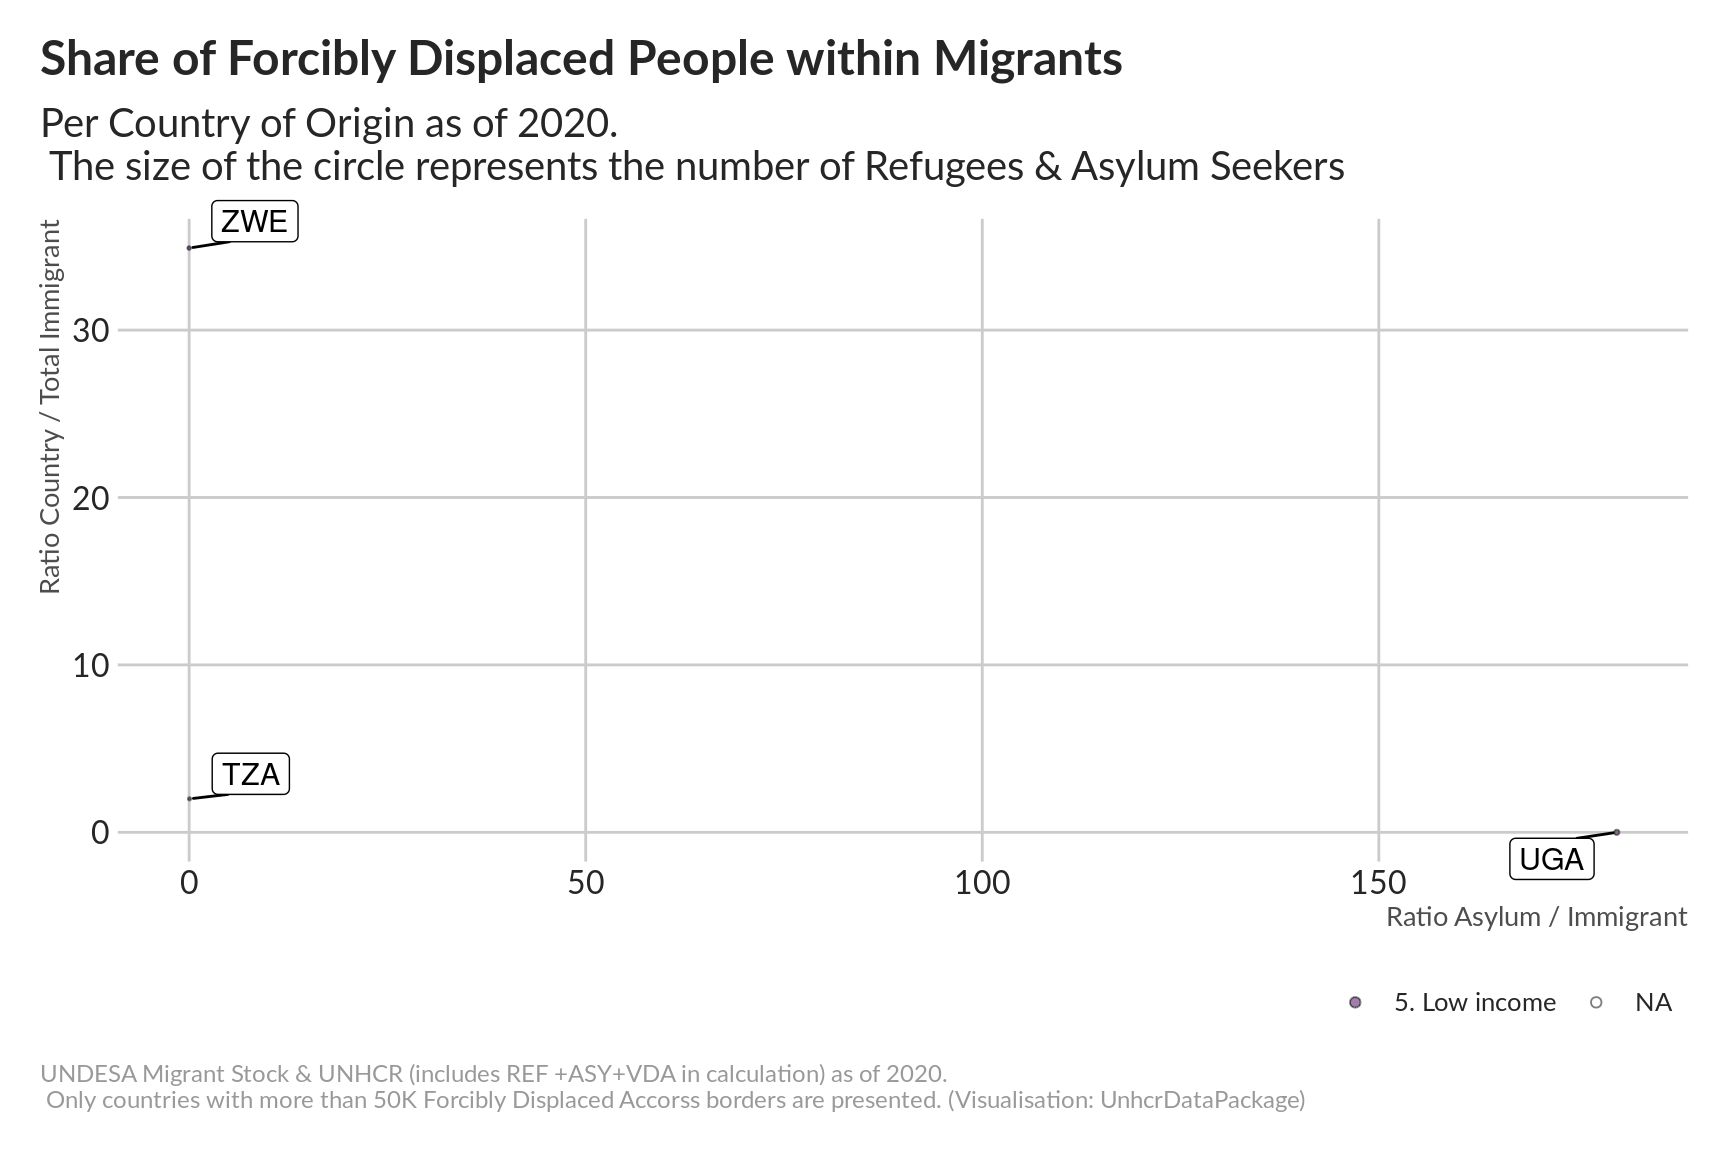 Share of Forcibly Displaced People within Migrants
Per Country of Origin as of 2020.
The size of the circle represents the number of Refugees & Asylum Seekers
Ratio Country / Total Immigrant
ZWE
30
20
10
TZA
0
UGA
0
50
100
150
Ratio Asylum / Immigrant
5. Low income
NA
UNDESA Migrant Stock & UNHCR (includes REF +ASY+VDA in calculation) as of 2020.
Only countries with more than 50K Forcibly Displaced Accorss borders are presented. (Visualisation: UnhcrDataPackage)